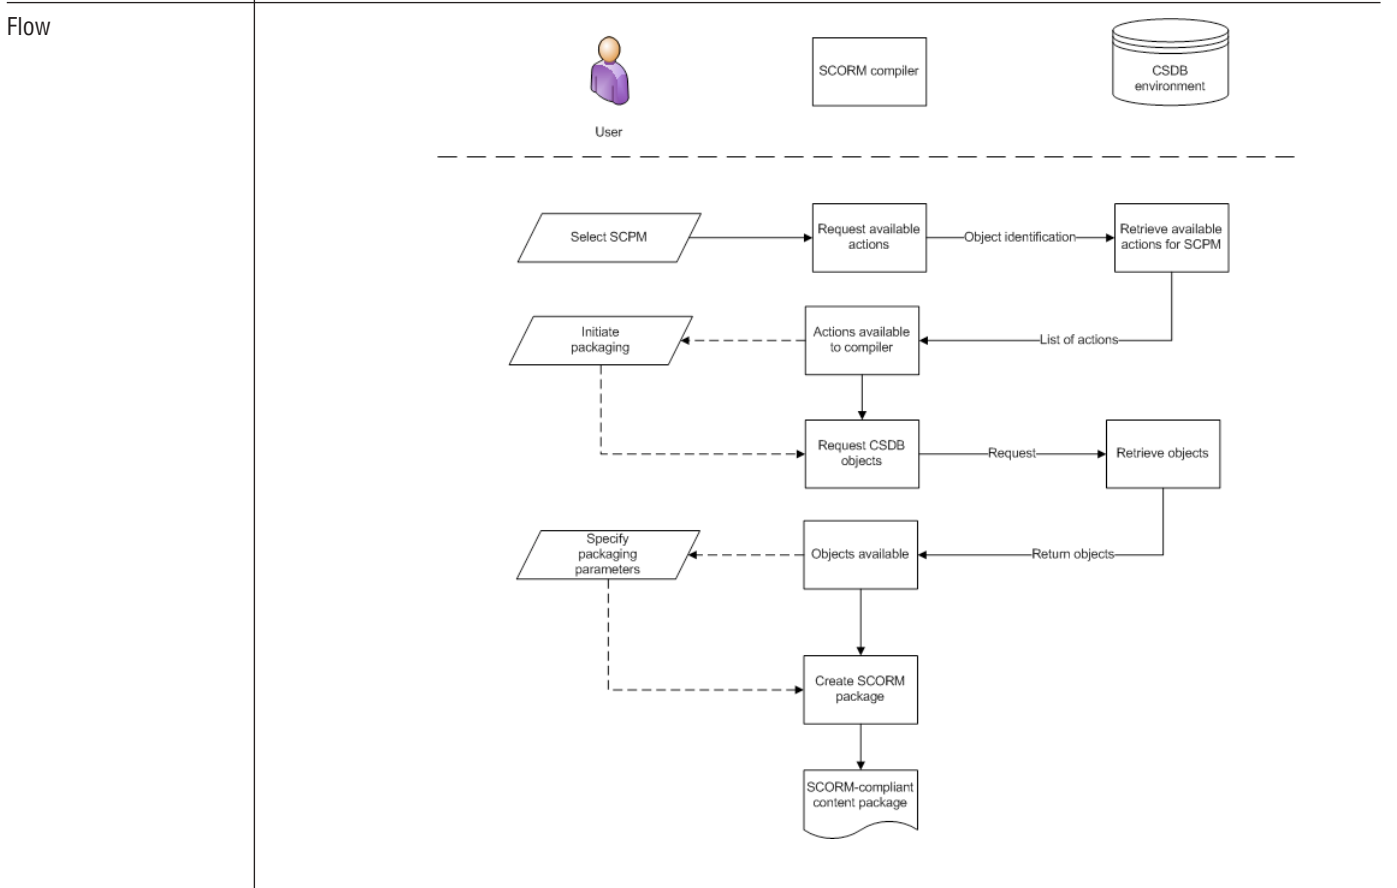 Flow
User
SCORM compiler
CSDB
environment
Select SCPM
Request available
actions
Object identification
Retrieve available
actions for SCPM
Initiate
packaging
Actions available
to compiler
List of actions
Request CSDB
objects
Request
Retrieve objects
Specify
packaging
parameters
Objects available
Return objects
Create SCORM
package
SCORM-compliant
content package